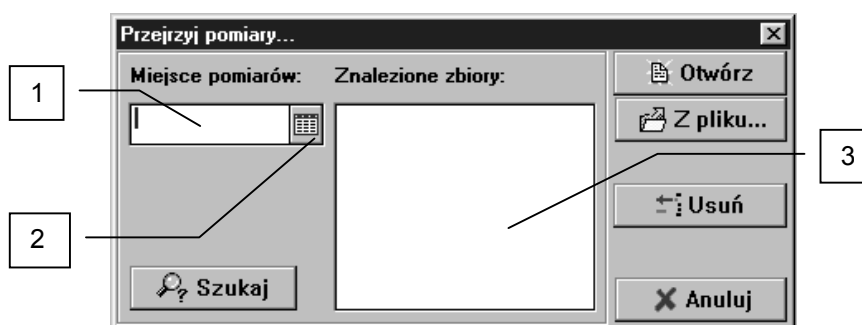 Przejrzyj pomiary...
Miejsce pomiarów:
Znalezione zbiory:
Otwórz
Z pliku...
Usuń
Szukaj
Anuluj
1
2
3